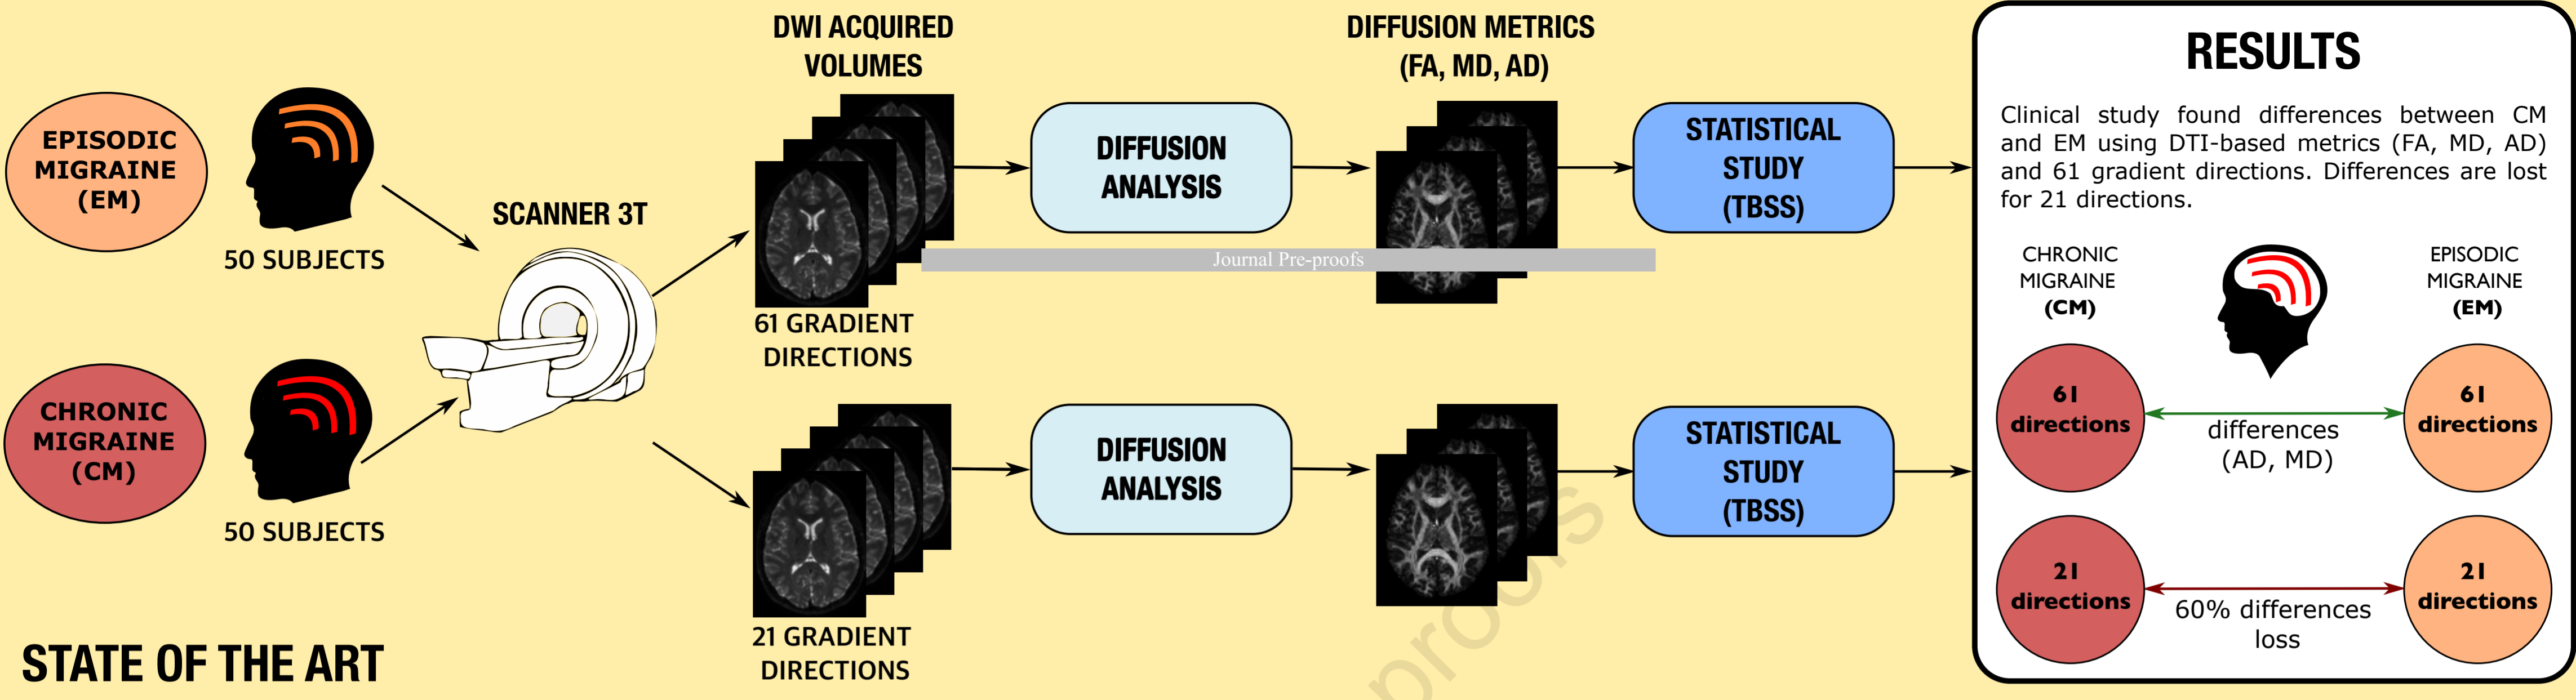 EPISODIC
MIGRAINE
(EM)
50 SUBJECTS
CHRONIC
MIGRAINE
(CM)
50 SUBJECTS
STATE OF THE ART
SCANNER 3T
DWI ACQUIRED
VOLUMES
61 GRADIENT
DIRECTIONS
21 GRADIENT
DIRECTIONS
DIFFUSION
ANALYSIS
DIFFUSION
ANALYSIS
DIFFUSION METRICS
(FA, MD, AD)
Journal Pre-proofs
proofs
STATISTICAL
STUDY
(TBSS)
STATISTICAL
STUDY
(TBSS)
RESULTS
Clinical study found differences between CM
and EM using DTI-based metrics (FA, MD, AD)
and 61 gradient directions. Differences are lost
for 21 directions.
CHRONIC
MIGRAINE
(CM)
EPISODIC
MIGRAINE
(EM)
61
directions
differences
(AD, MD)
61
directions
21
directions
60% differences
loss
21
directions